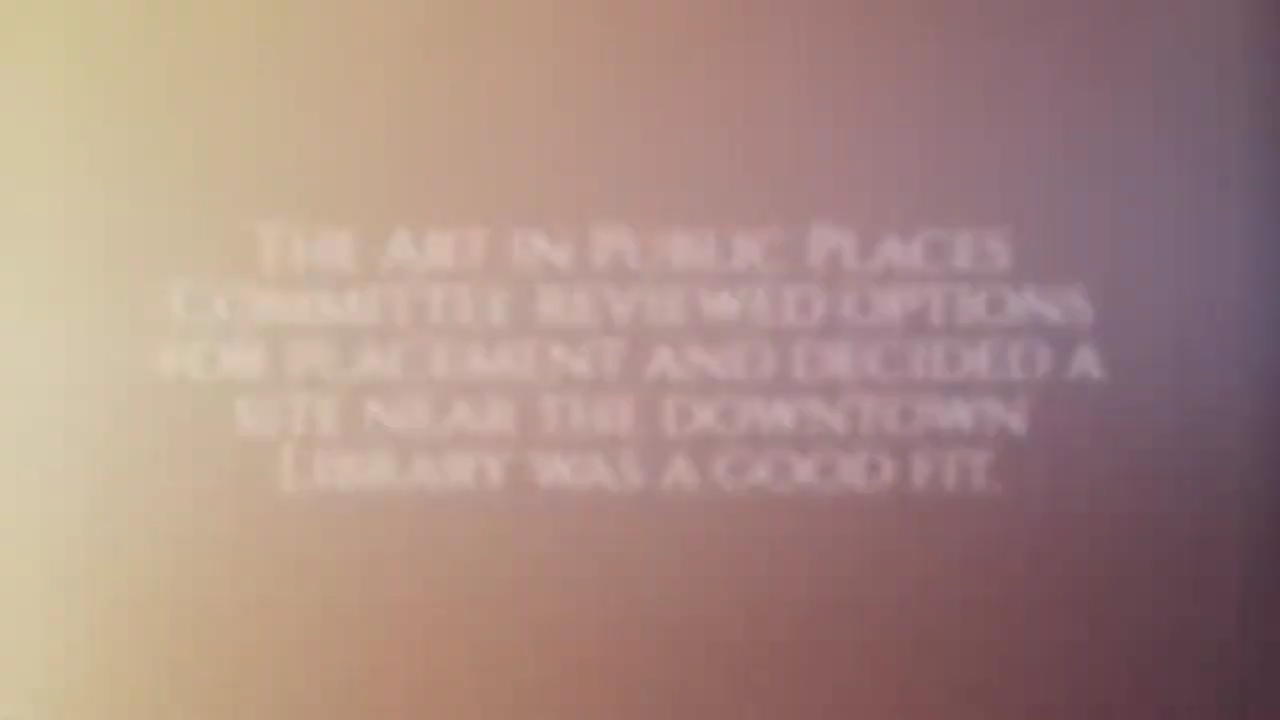 The Art in Public Places
Committee reviewed options
for placement and decided a
site near the downtown
Library was a good fit.